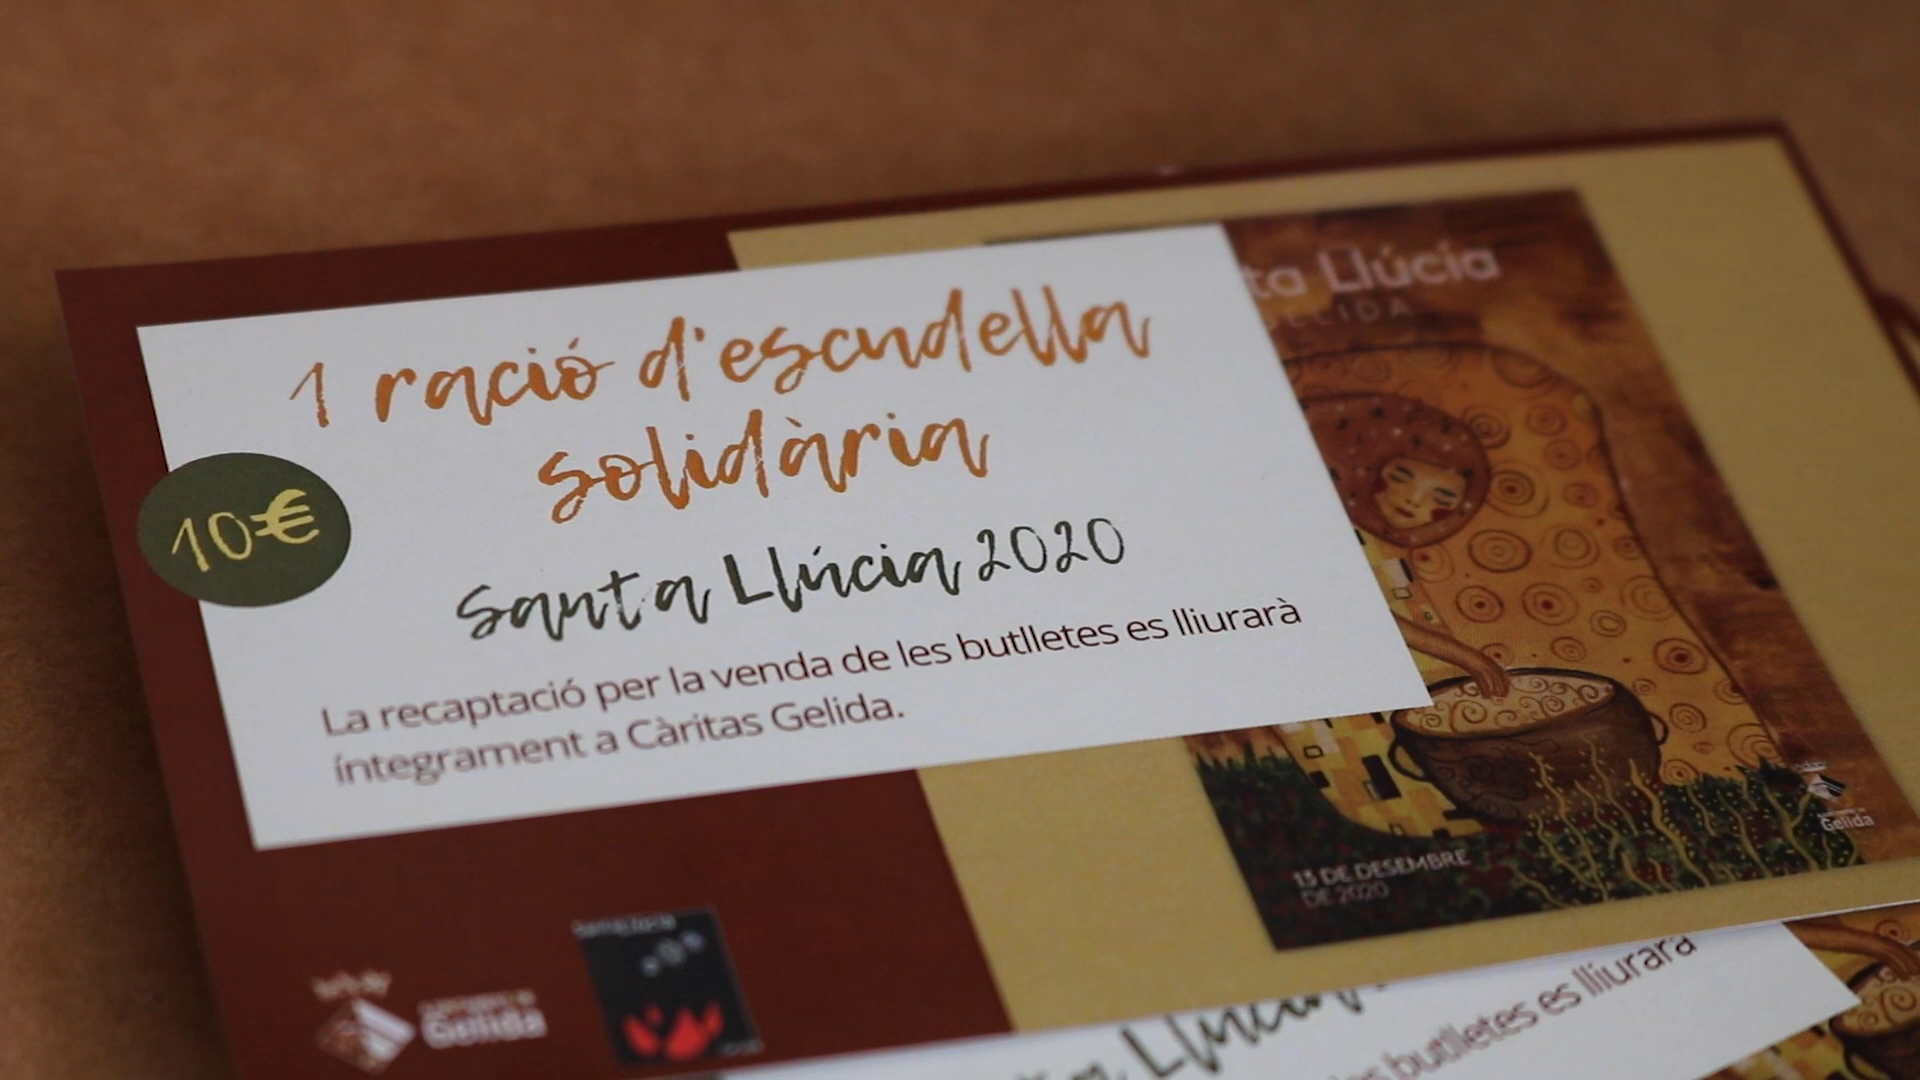 1 ració d'escudella
solidària
10€
Santa Llúcia 2020
La recaptació per la venda de les butlletes es lliurarà
íntegrament a Càritas Gelida.
ta Llúcia
GELIDA
13 DE DESEMBRE
DE 2020
Gelida
Gelida
Llúcia
butlletes es lliurarà